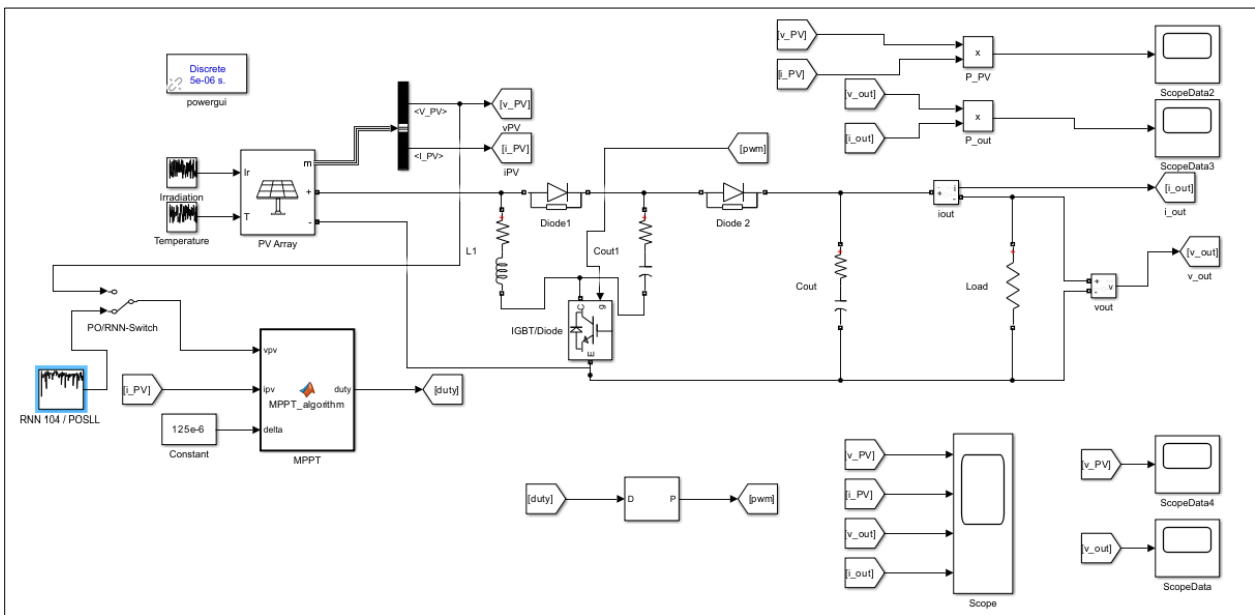 Discrete
5e-06 s.
powergui
<V_PV>
[v_PV]
vPV
<I_PV>
[i_PV]
iPV
[v_PV]
[i_PV]
x
P_PV
ScopeData2
[v_out]
[i_out]
x
P_out
ScopeData3
Irradiation
Temperature
Ir
T
m
+
-
PV Array
[pwm]
Diode1
Diode 2
L1
Cout1
IGBT/Diode
C
g
E
Cout
+
-
i
iout
[i_out]
i_out
Load
+
-
v
vout
[v_out]
v_out
PO/RNN-Switch
RNN 104 / POSLL
[i_PV]
125e-6
Constant
vpv
ipv
delta
MPPT_algorithm
duty
MPPT
[duty]
[duty]
D
P
[pwm]
[v_PV]
[i_PV]
[v_out]
[i_out]
Scope
[v_PV]
ScopeData4
[v_out]
ScopeData